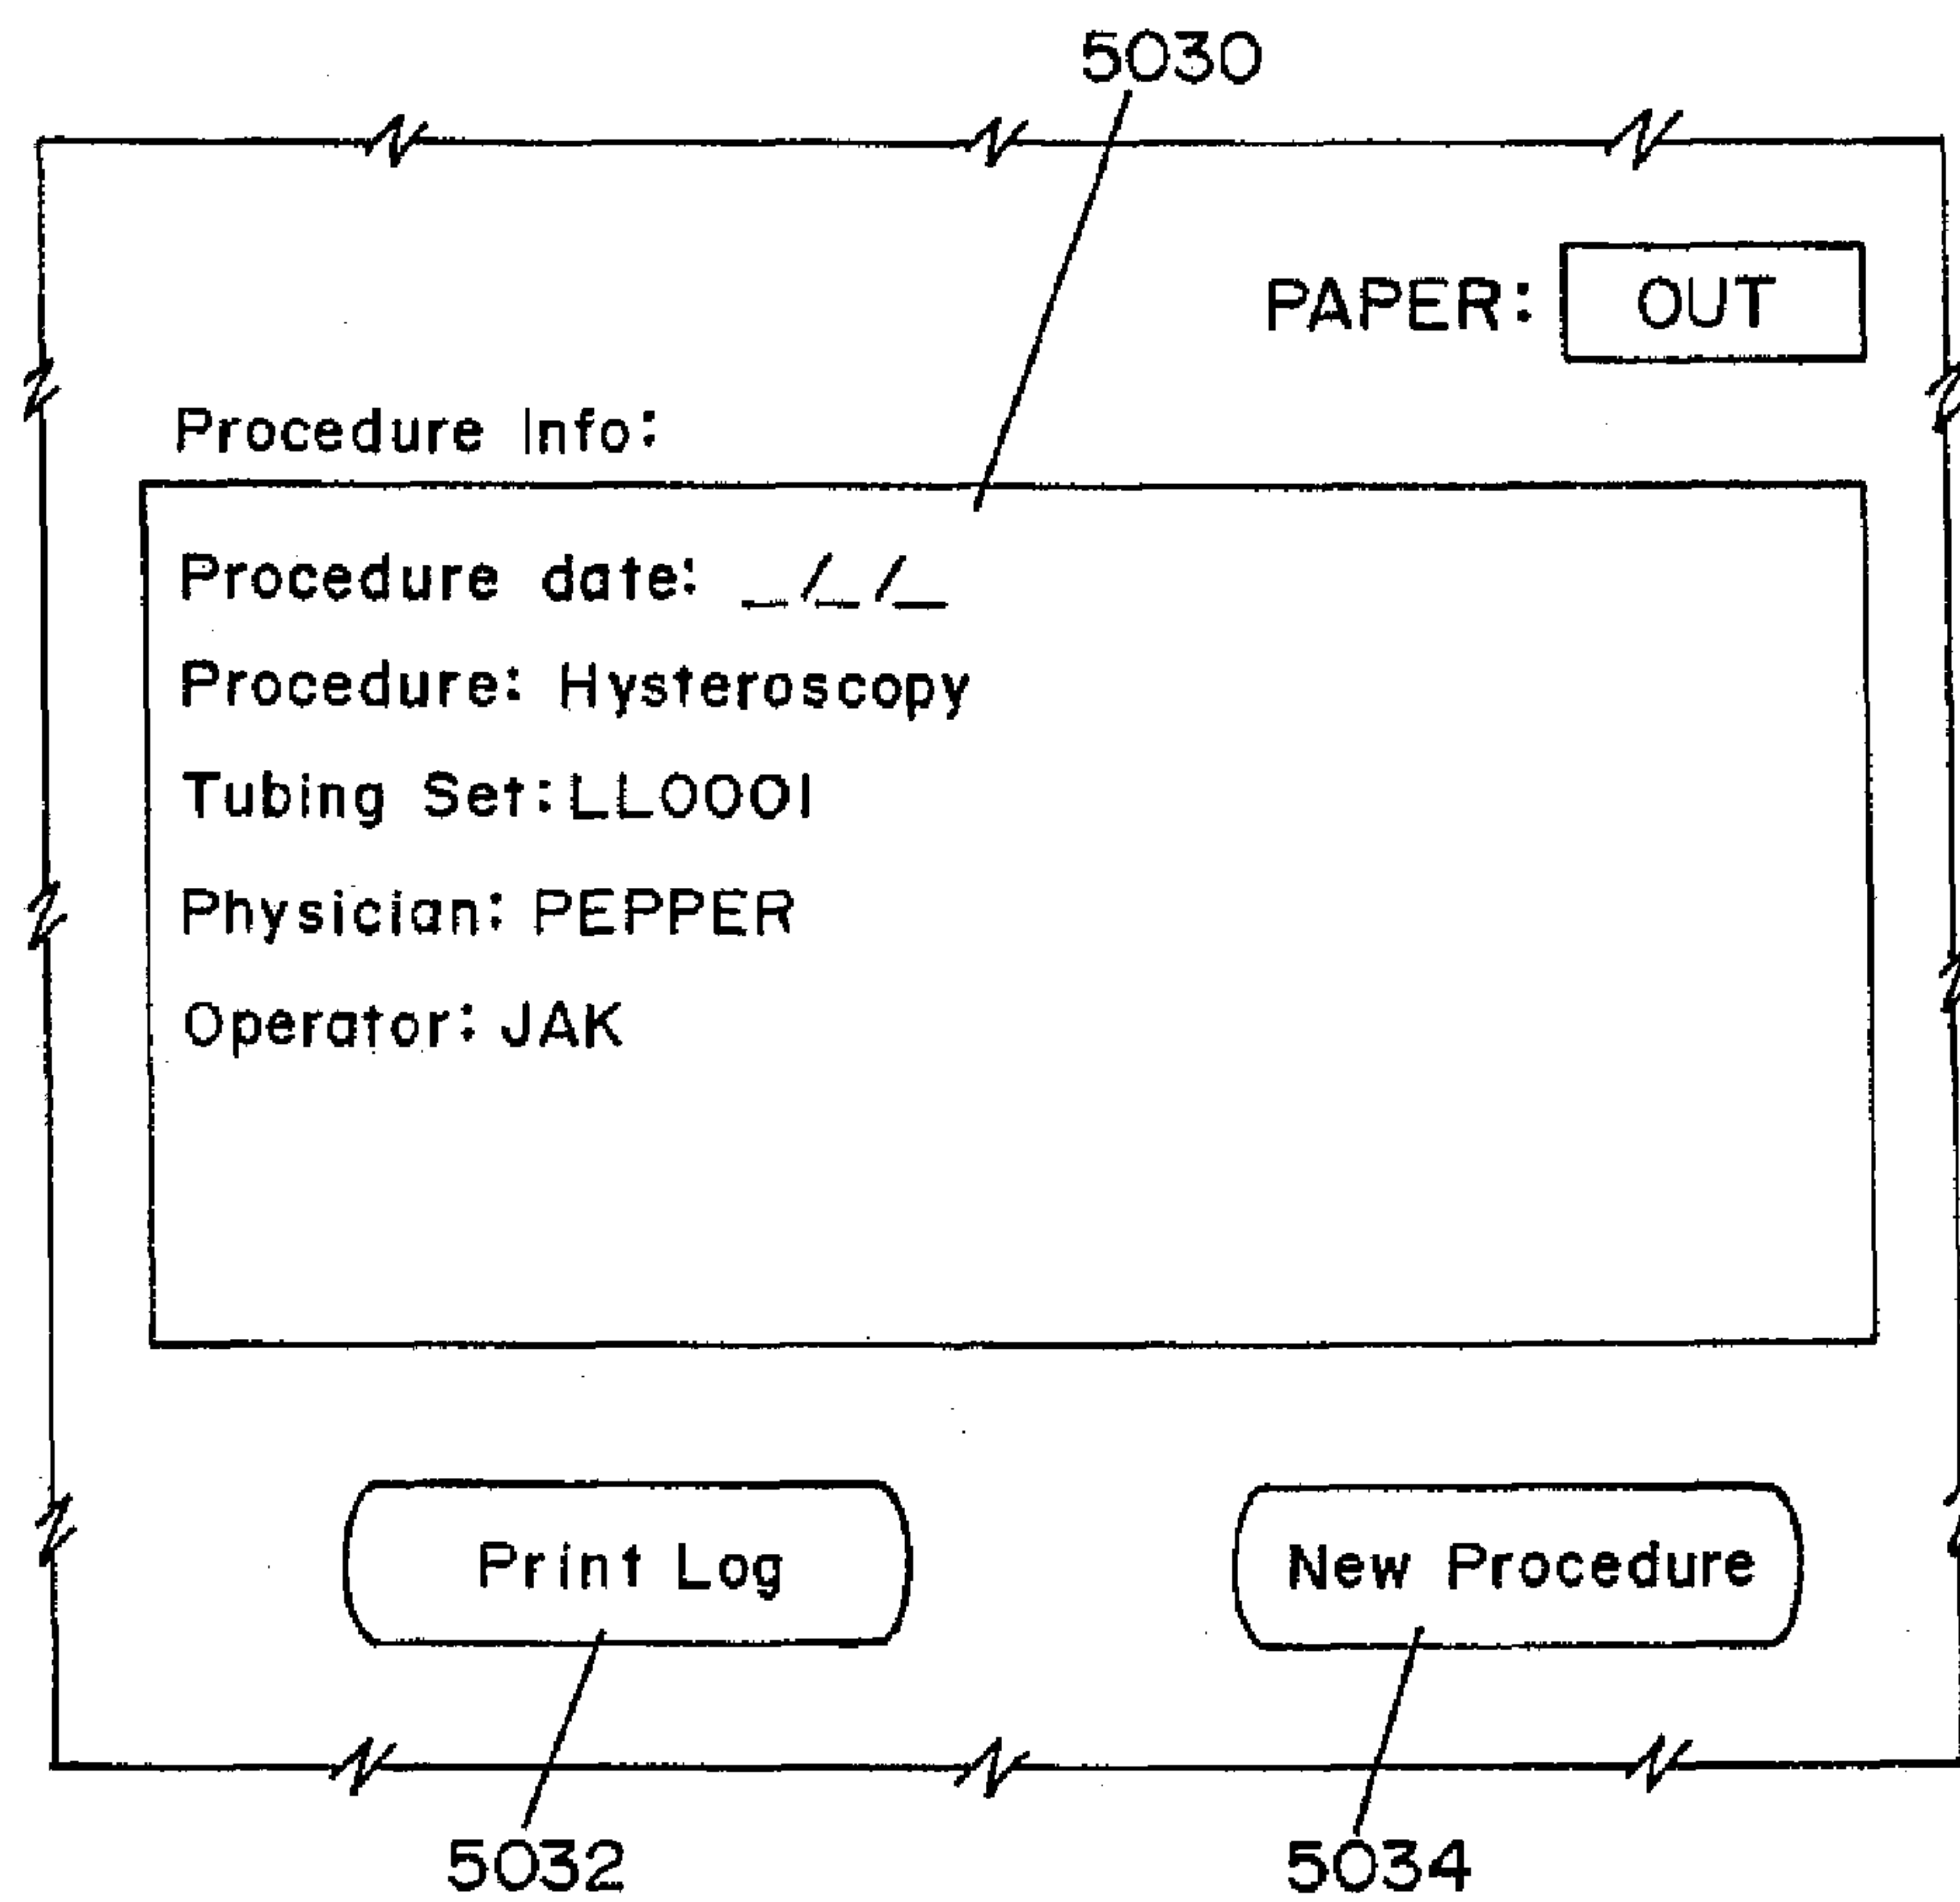 5030
PAPER: OUT
Procedure Info:
Procedure date: _/_/_
Procedure: Hysteroscopy
Tubing Set: LL0001
Physician: PEPPER
Operator: JAK
Print Log
New Procedure
5032
5034